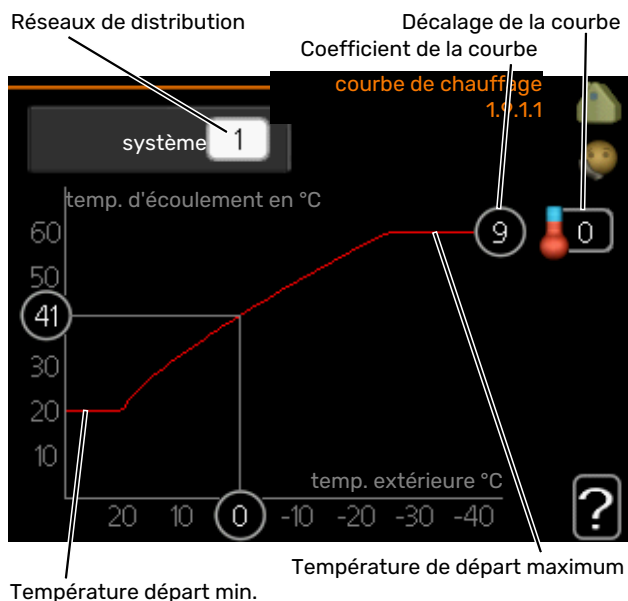 Réseaux de distribution
Décalage de la courbe
Coefficient de la courbe
courbe de chauffage
1.9.1.1
système 1
temp. d'écoulement en °C
60
9
0
50
41
30
20
10
temp. extérieure °C
20 10 0 -10 -20 -30 -40
?
Température de départ maximum
Température départ min.